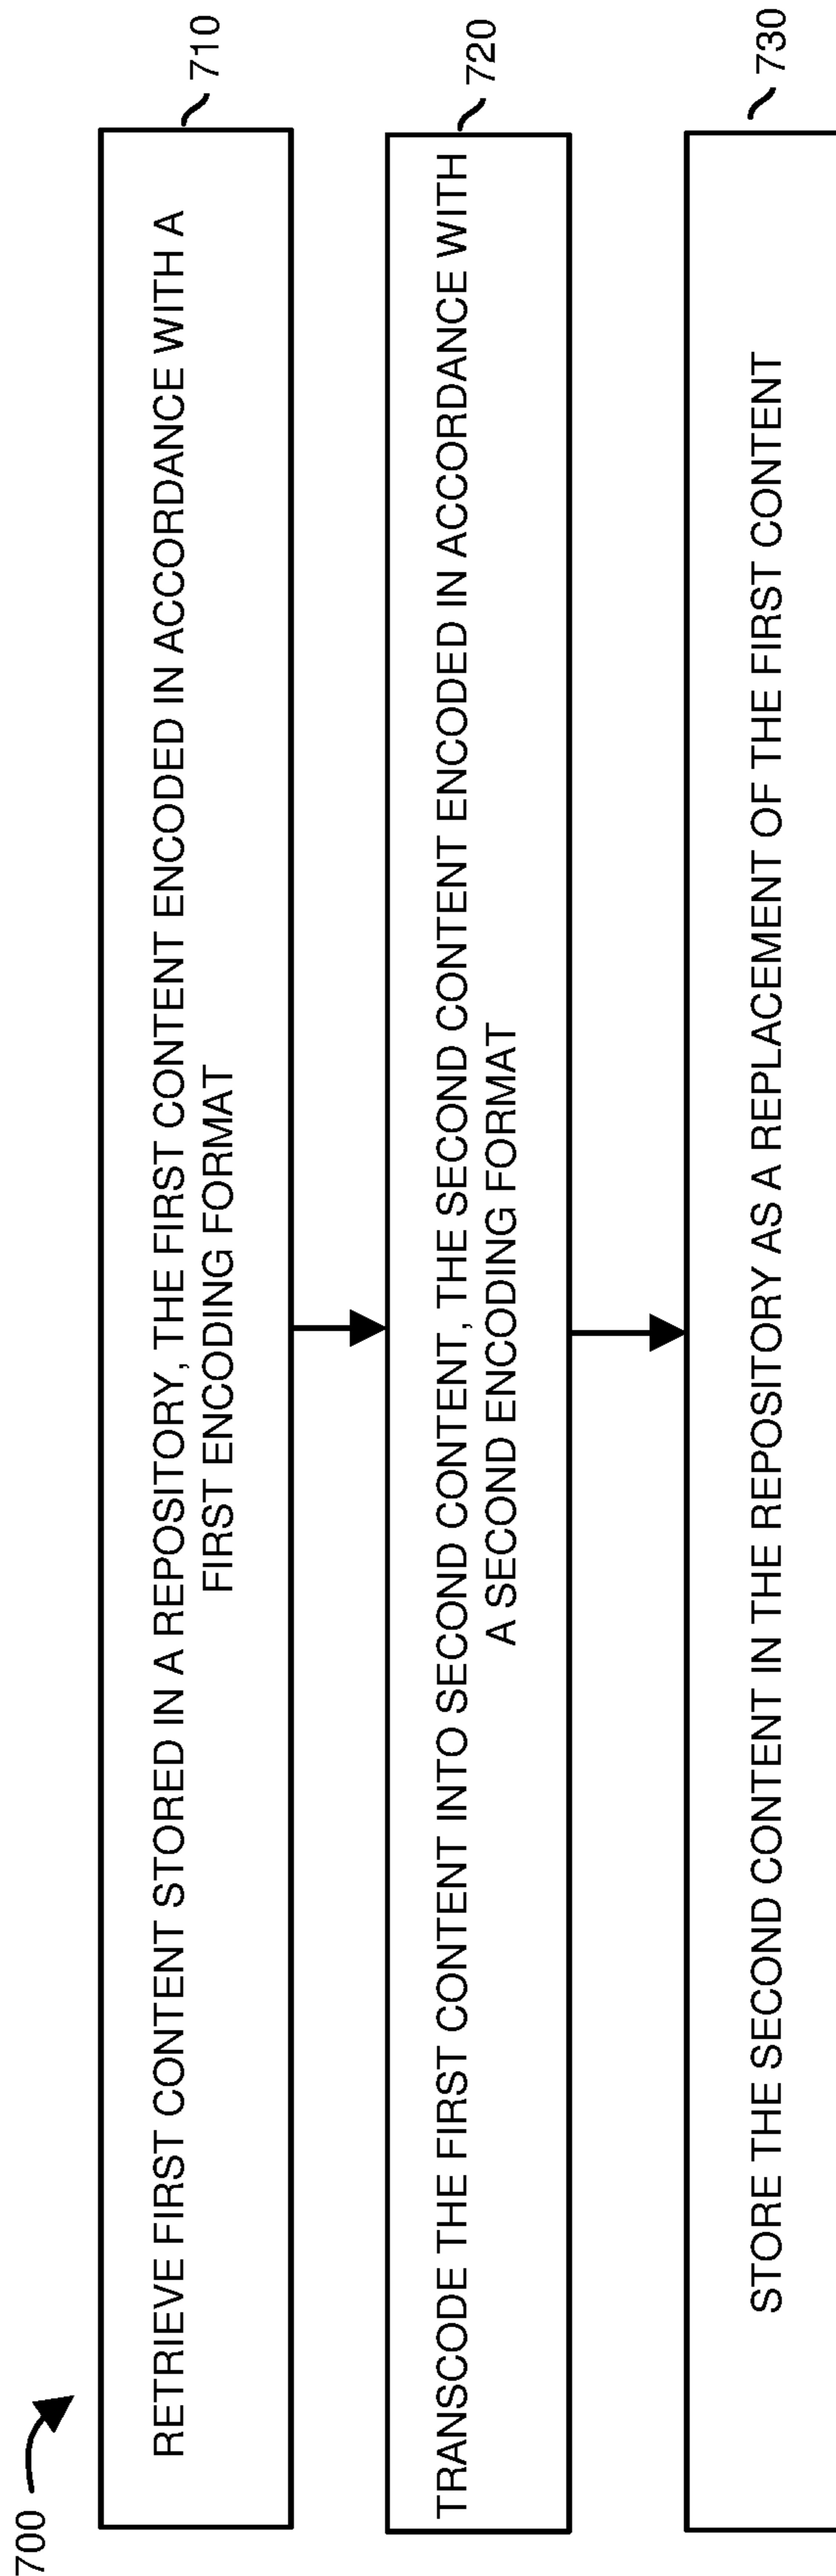 700
RETRIEVE FIRST CONTENT STORED IN A REPOSITORY, THE FIRST CONTENT ENCODED IN ACCORDANCE WITH A
FIRST ENCODING FORMAT
710
TRANSCODE THE FIRST CONTENT INTO SECOND CONTENT, THE SECOND CONTENT ENCODED IN ACCORDANCE WITH
A SECOND ENCODING FORMAT
720
STORE THE SECOND CONTENT IN THE REPOSITORY AS A REPLACEMENT OF THE FIRST CONTENT
730